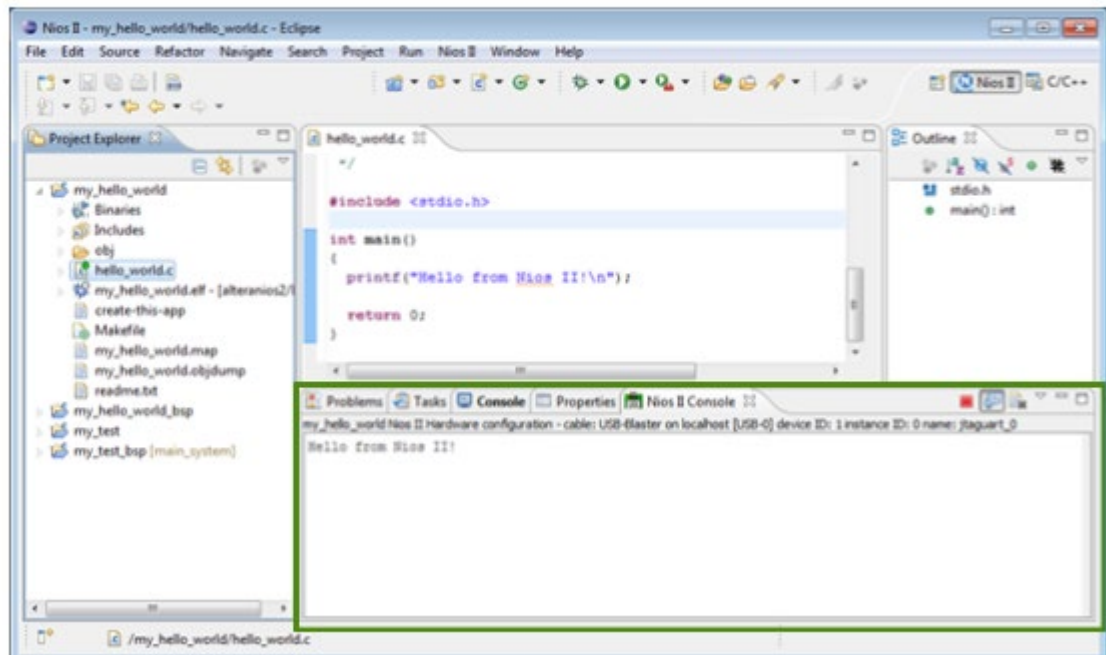 Nios II - my_hello_world/hello_world.c - Eclipse
File Edit Source Refactor Navigate Search Project Run Nios II Window Help
Nios II C/C++
Project Explorer
my_hello_world
Binaries
Includes
obj
hello_world.c
my_hello_world.elf - [alteranios2/l
create-this-app
Makefile
my_hello_world.map
my_hello_world.objdump
readme.txt
my_hello_world_bsp
my_test
my_test_bsp [main_system]
hello_world.c
*/
#include <stdio.h>
int main()
{
printf("Hello from Nios II!\n");
return 0;
}
Outline
stdio.h
main() : int
Problems Tasks Console Properties Nios II Console
my_hello_world Nios II Hardware configuration - cable: USB-Blaster on localhost [USB-0] device ID: 1 instance ID: 0 name: jtaguart_0
Hello from Nios II!
/my_hello_world/hello_world.c